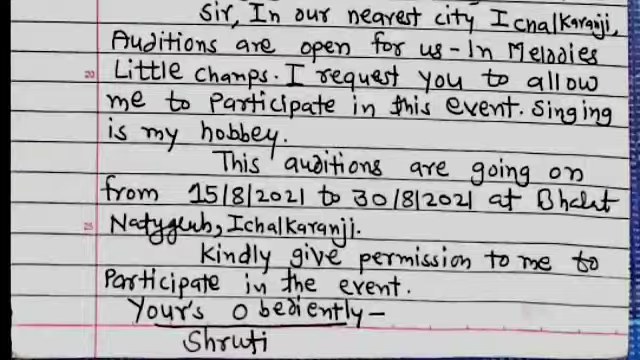 Sir, In our nearest city Ichalkaranji,
Auditions are open for us - In Melodies
20 Little champs. I request you to allow
me to Participate in this event. Singing
is my hobbey.
This auditions are going on
from 15/8/2021 to 30/8/2021 at Bhalat
25 Ichalkaranji.
Kindly give permission to me to
Participate in the event.
Your's Obediently -
Shruti